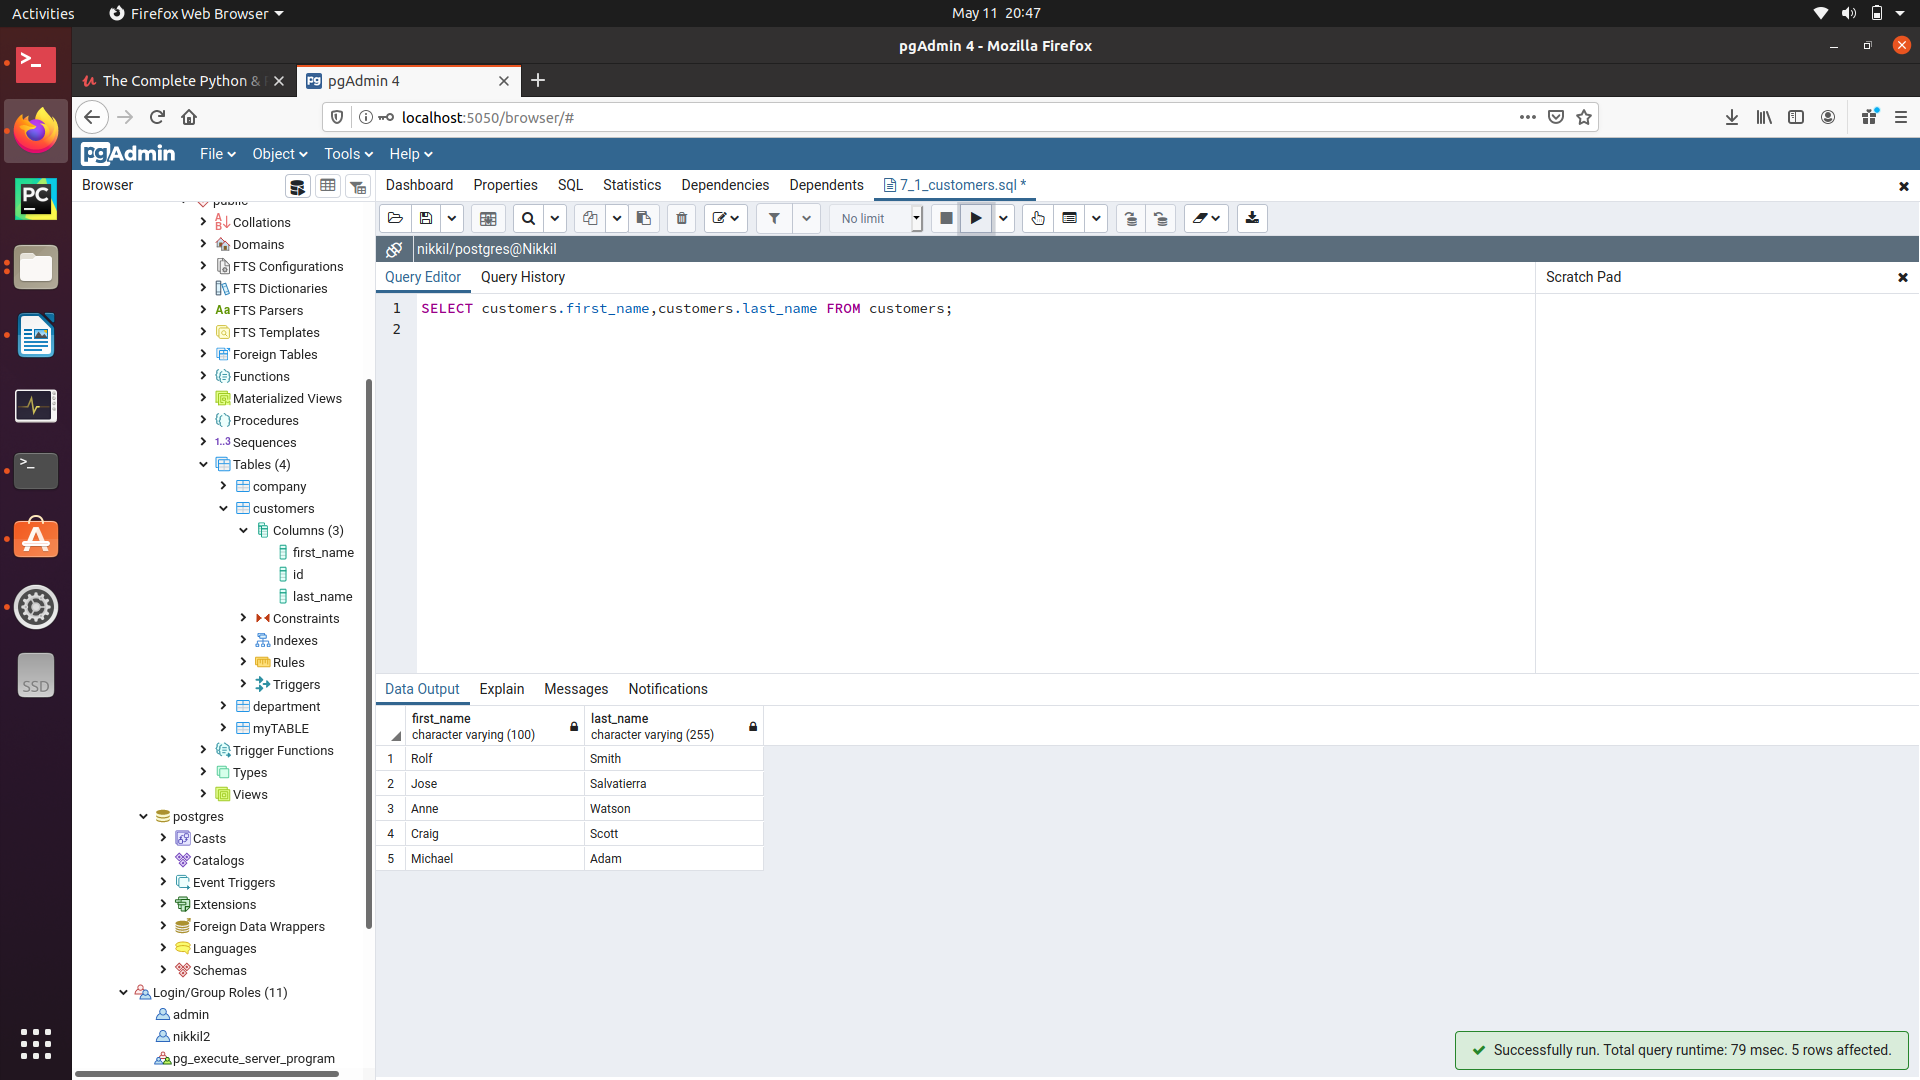 Activities
Firefox Web Browser
May 11 20:47
pgAdmin 4 - Mozilla Firefox
The Complete Python &
pgAdmin 4
localhost:5050/browser/#
pgAdmin
File
Object
Tools
Help
Browser
Dashboard
Properties
SQL
Statistics
Dependencies
Dependents
7_1_customers.sql *
No limit
nikkil/postgres@Nikkil
Query Editor
Query History
Scratch Pad
1 SELECT customers.first_name,customers.last_name FROM customers;
2
public
Collations
Domains
FTS Configurations
FTS Dictionaries
Aa FTS Parsers
FTS Templates
Foreign Tables
Functions
Materialized Views
Procedures
1..3 Sequences
Tables (4)
company
customers
Columns (3)
first_name
id
last_name
Constraints
Indexes
Rules
Triggers
department
myTABLE
Trigger Functions
Types
Views
postgres
Casts
Catalogs
Event Triggers
Extensions
Foreign Data Wrappers
Languages
Schemas
Login/Group Roles (11)
admin
nikkil2
pg_execute_server_program
Data Output
Explain
Messages
Notifications
first_name
character varying (100)
last_name
character varying (255)
1 Rolf Smith
2 Jose Salvatierra
3 Anne Watson
4 Craig Scott
5 Michael Adam
Successfully run. Total query runtime: 79 msec. 5 rows affected.
PC
SSD